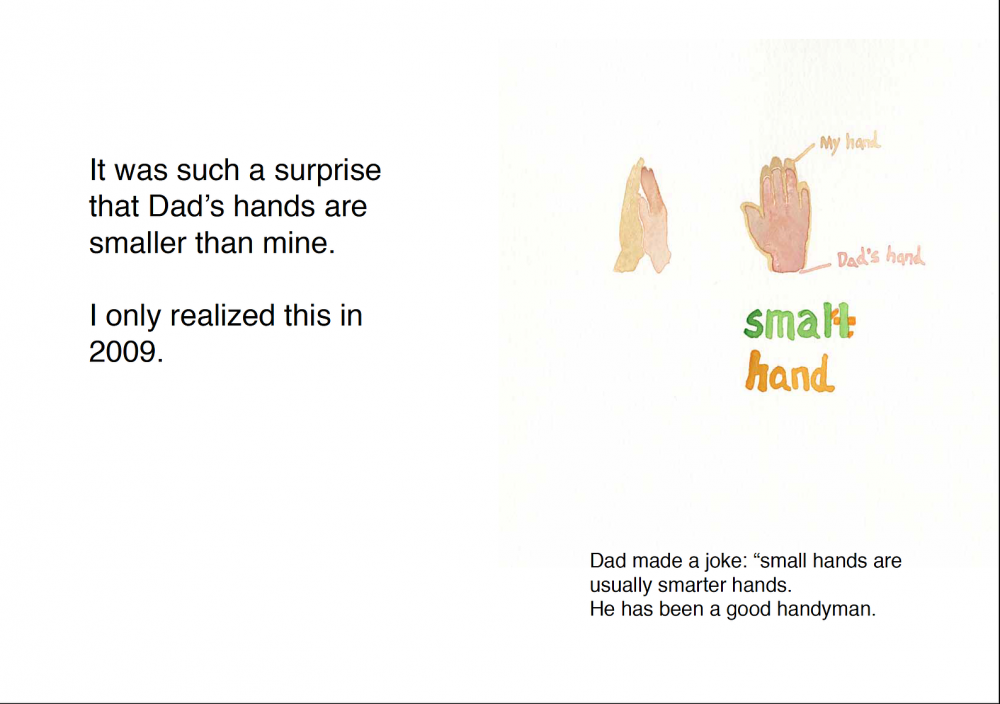 It was such a surprise
that Dad’s hands are
smaller than mine.
I only realized this in
2009.
My hand
Dad's hand
small
hand
Dad made a joke: “small hands are
usually smarter hands.
He has been a good handyman.